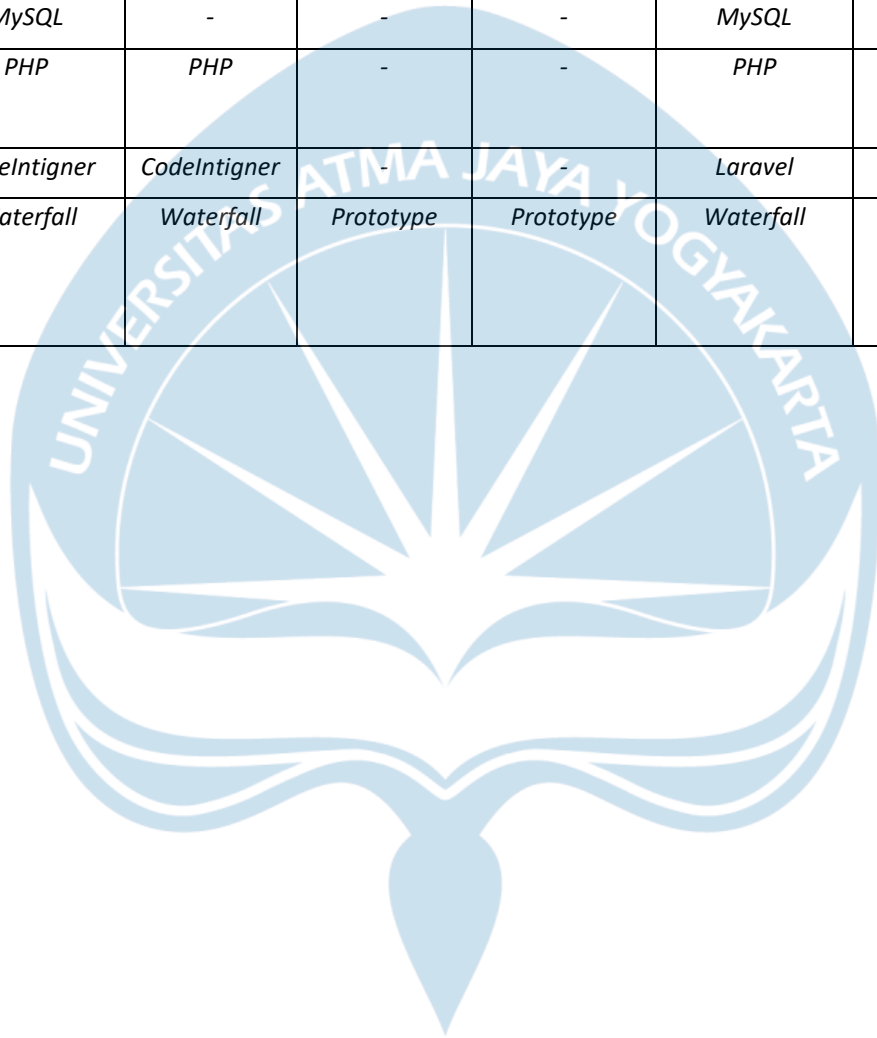 MySQL - - - MySQL
PHP PHP - - PHP
eIntigner CodeIntigner - - Laravel
aterfall Waterfall Prototype Prototype Waterfall
UNIVERSITAS ATMA JAYA YOGYAKARTA